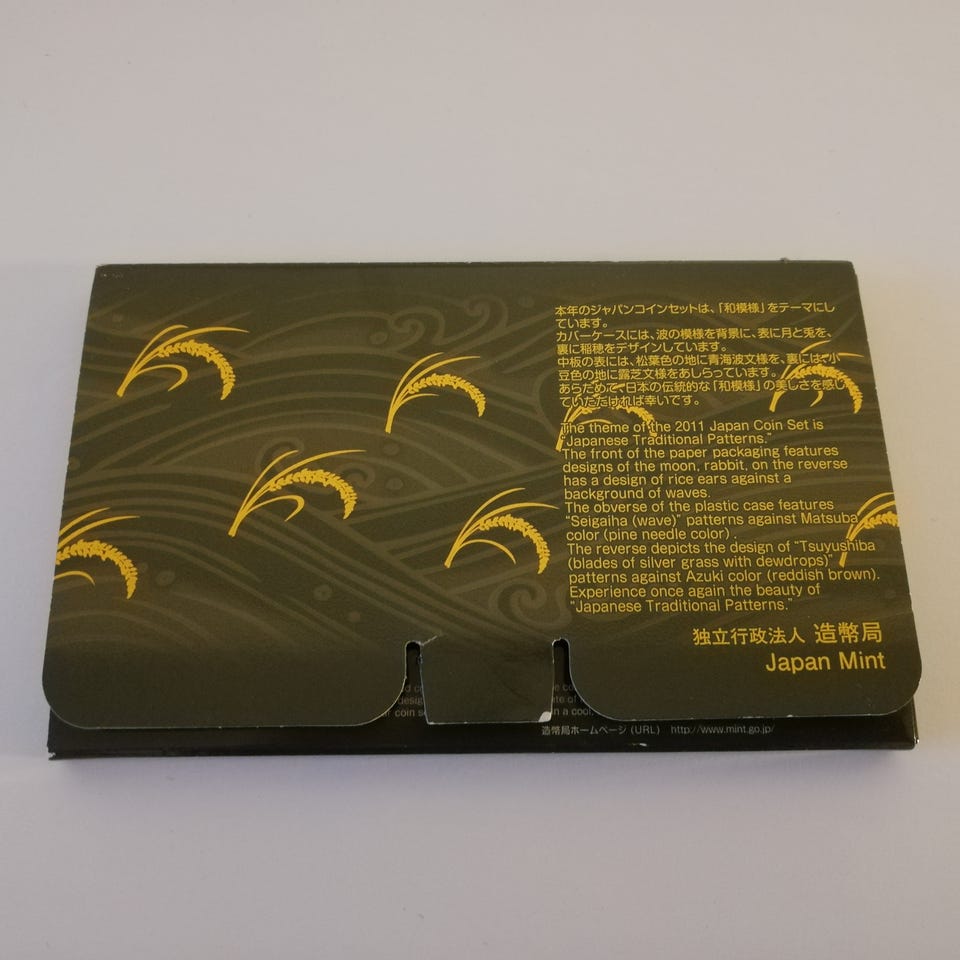 本年のジャパンコインセットは、「和模様」をテーマにし
ています。
カバーケースには、波の模様を背景に、表に月と兎を、
裏に稲穂をデザインしています。
中板の表には、松葉色の地に青海波文様を、裏には、小
豆色の地に露芝文様をあしらっています。
あらためて、日本の伝統的な「和模様」の美しさを感じ
ていただければ幸いです。
The theme of the 2011 Japan Coin Set is
"Japanese Traditional Patterns."
The front of the paper packaging features
designs of the moon, rabbit, on the reverse
has a design of rice ears against a
background of waves.
The obverse of the plastic case features
"Seigaiha (wave)" patterns against Matsuba
color (pine needle color) .
The reverse depicts the design of "Tsuyushiba
(blades of silver grass with dewdrops)"
patterns against Azuki color (reddish brown).
Experience once again the beauty of
"Japanese Traditional Patterns."
独立行政法人 造幣局
Japan Mint
coin
in a cool
造幣局ホームページ (URL) http://www.mint.go.jp/